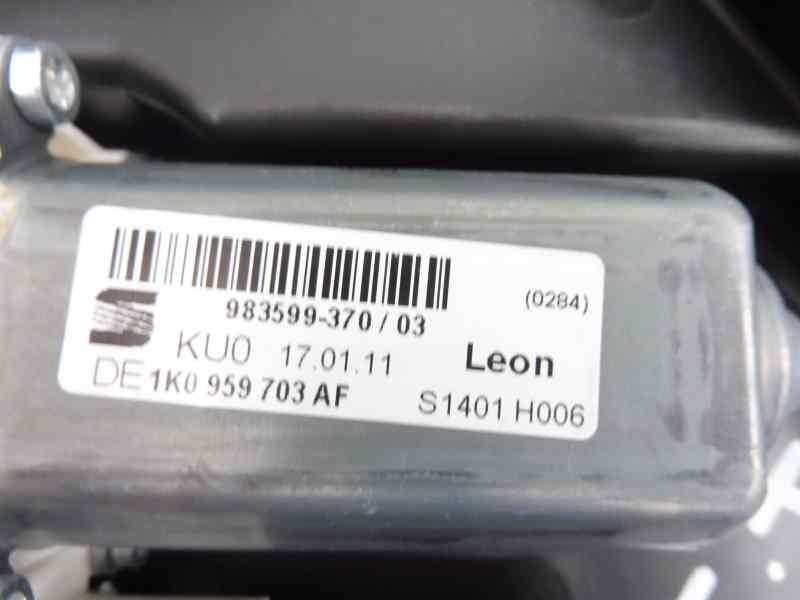 (0284)
983599-370 / 03
KU0 17.01.11 Leon
DE 1K0 959 703 AF S1401 H006